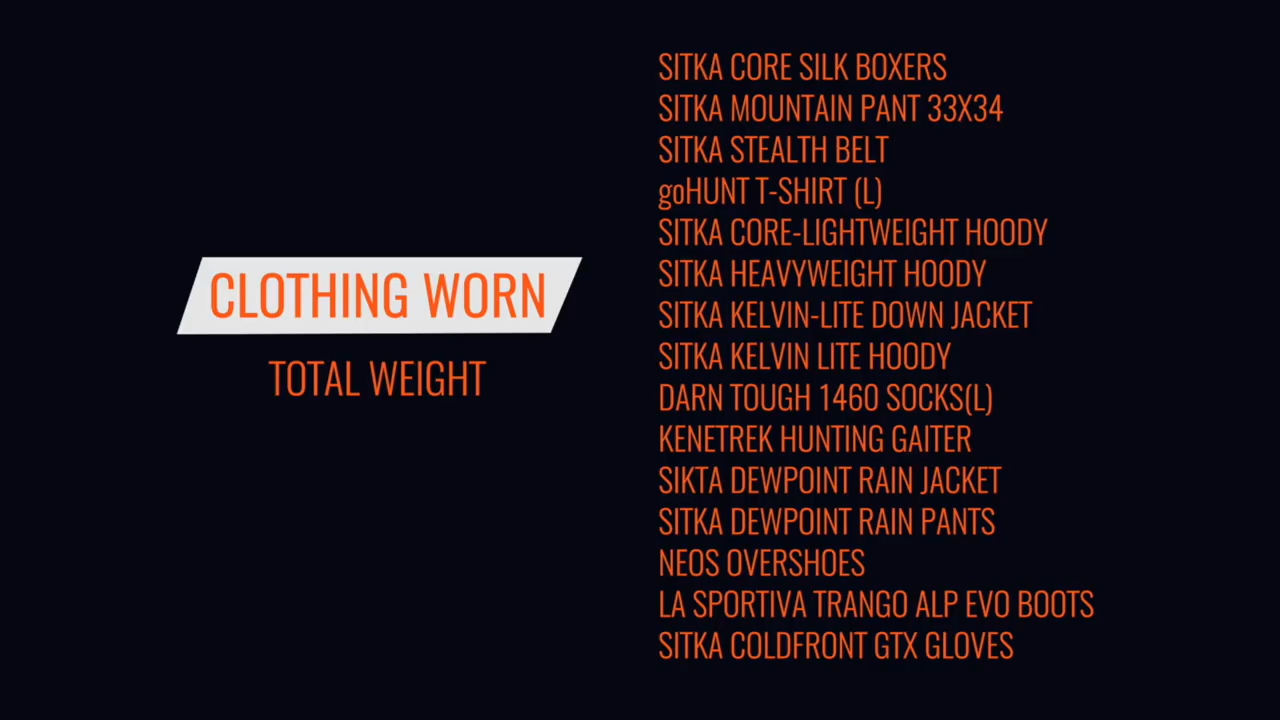 CLOTHING WORN
TOTAL WEIGHT
SITKA CORE SILK BOXERS
SITKA MOUNTAIN PANT 33X34
SITKA STEALTH BELT
goHUNT T-SHIRT (L)
SITKA CORE-LIGHTWEIGHT HOODY
SITKA HEAVYWEIGHT HOODY
SITKA KELVIN-LITE DOWN JACKET
SITKA KELVIN LITE HOODY
DARN TOUGH 1460 SOCKS(L)
KENETREK HUNTING GAITER
SIKTA DEWPOINT RAIN JACKET
SITKA DEWPOINT RAIN PANTS
NEOS OVERSHOES
LA SPORTIVA TRANGO ALP EVO BOOTS
SITKA COLDFRONT GTX GLOVES